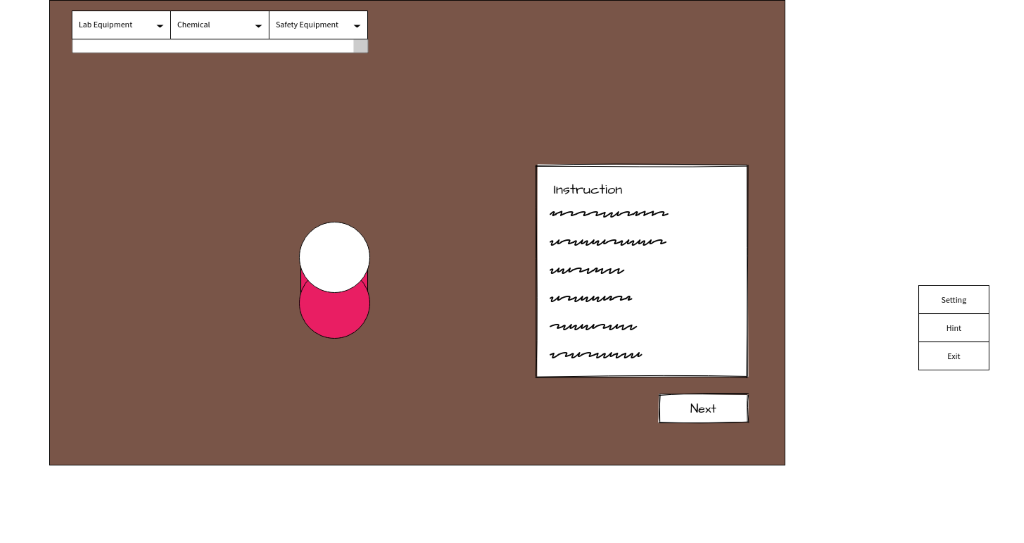 Lab Equipment
Chemical
Safety Equipment
Instruction
Setting
Hint
Exit
Next